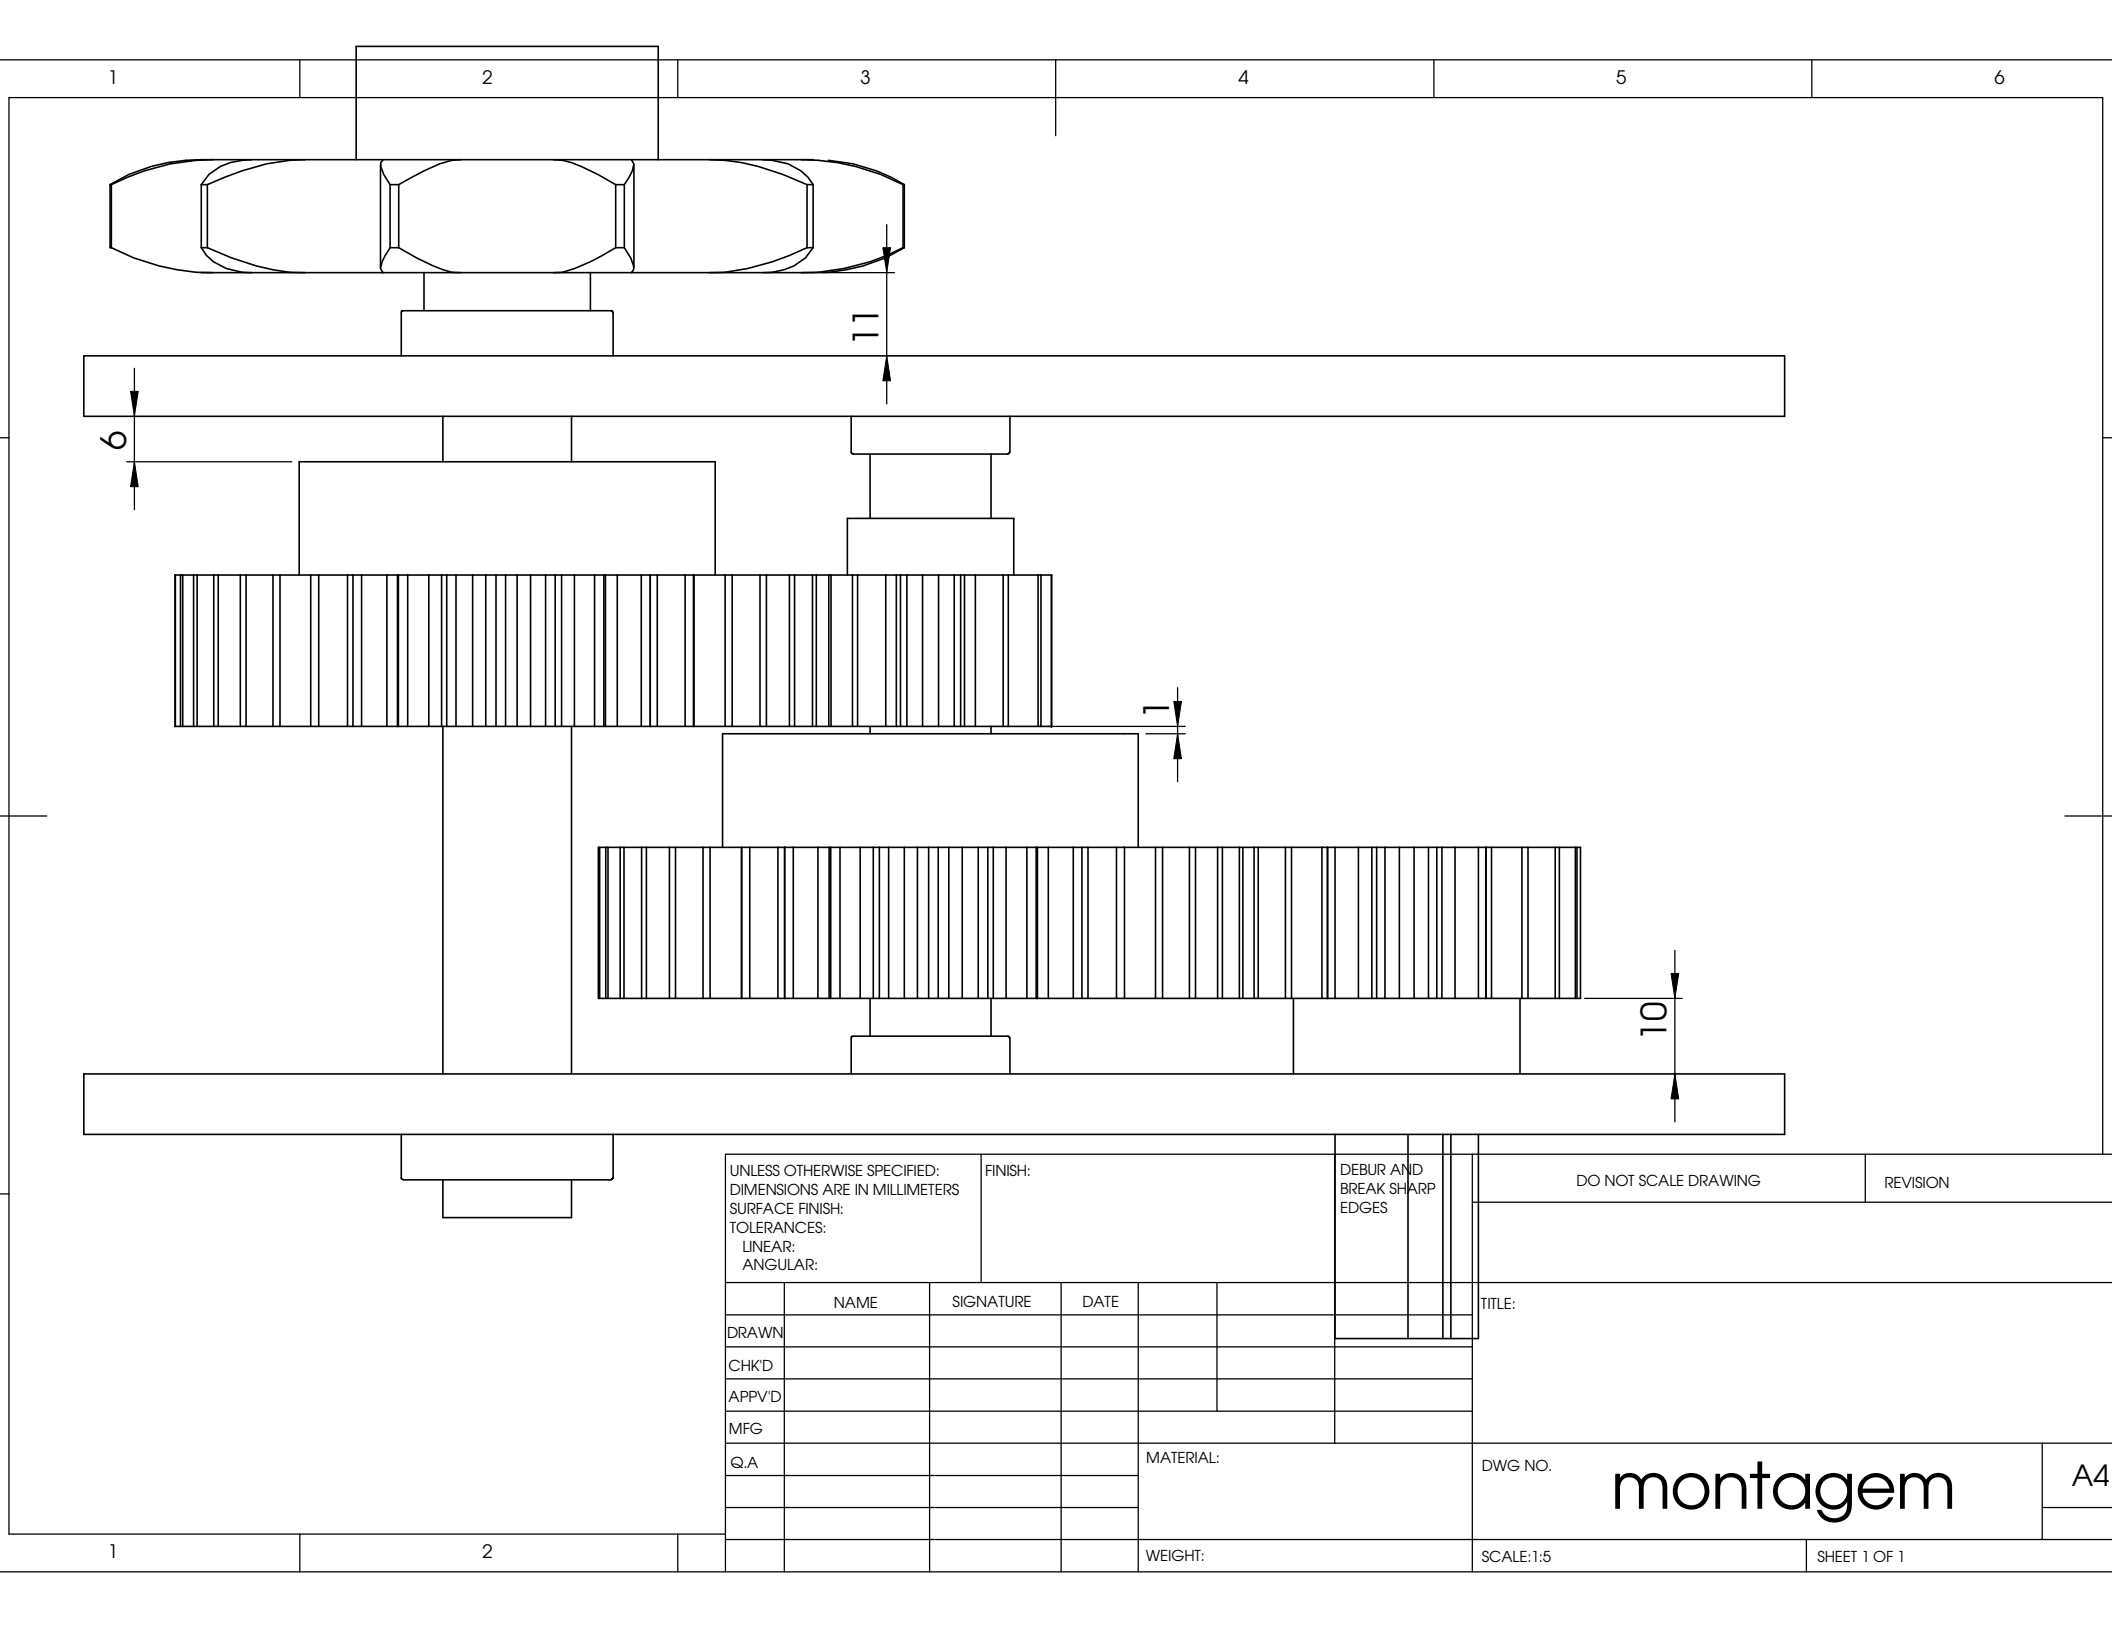 1 2 3 4 5 6
11
6
1
10
UNLESS OTHERWISE SPECIFIED:
DIMENSIONS ARE IN MILLIMETERS
SURFACE FINISH:
TOLERANCES:
LINEAR:
ANGULAR:
FINISH:
DEBUR AND
BREAK SHARP
EDGES
DO NOT SCALE DRAWING
REVISION
NAME SIGNATURE DATE
TITLE:
DRAWN
CHK'D
APPV'D
MFG
Q.A
MATERIAL:
DWG NO.
montagem
A4
WEIGHT:
SCALE:1:5
SHEET 1 OF 1
1 2